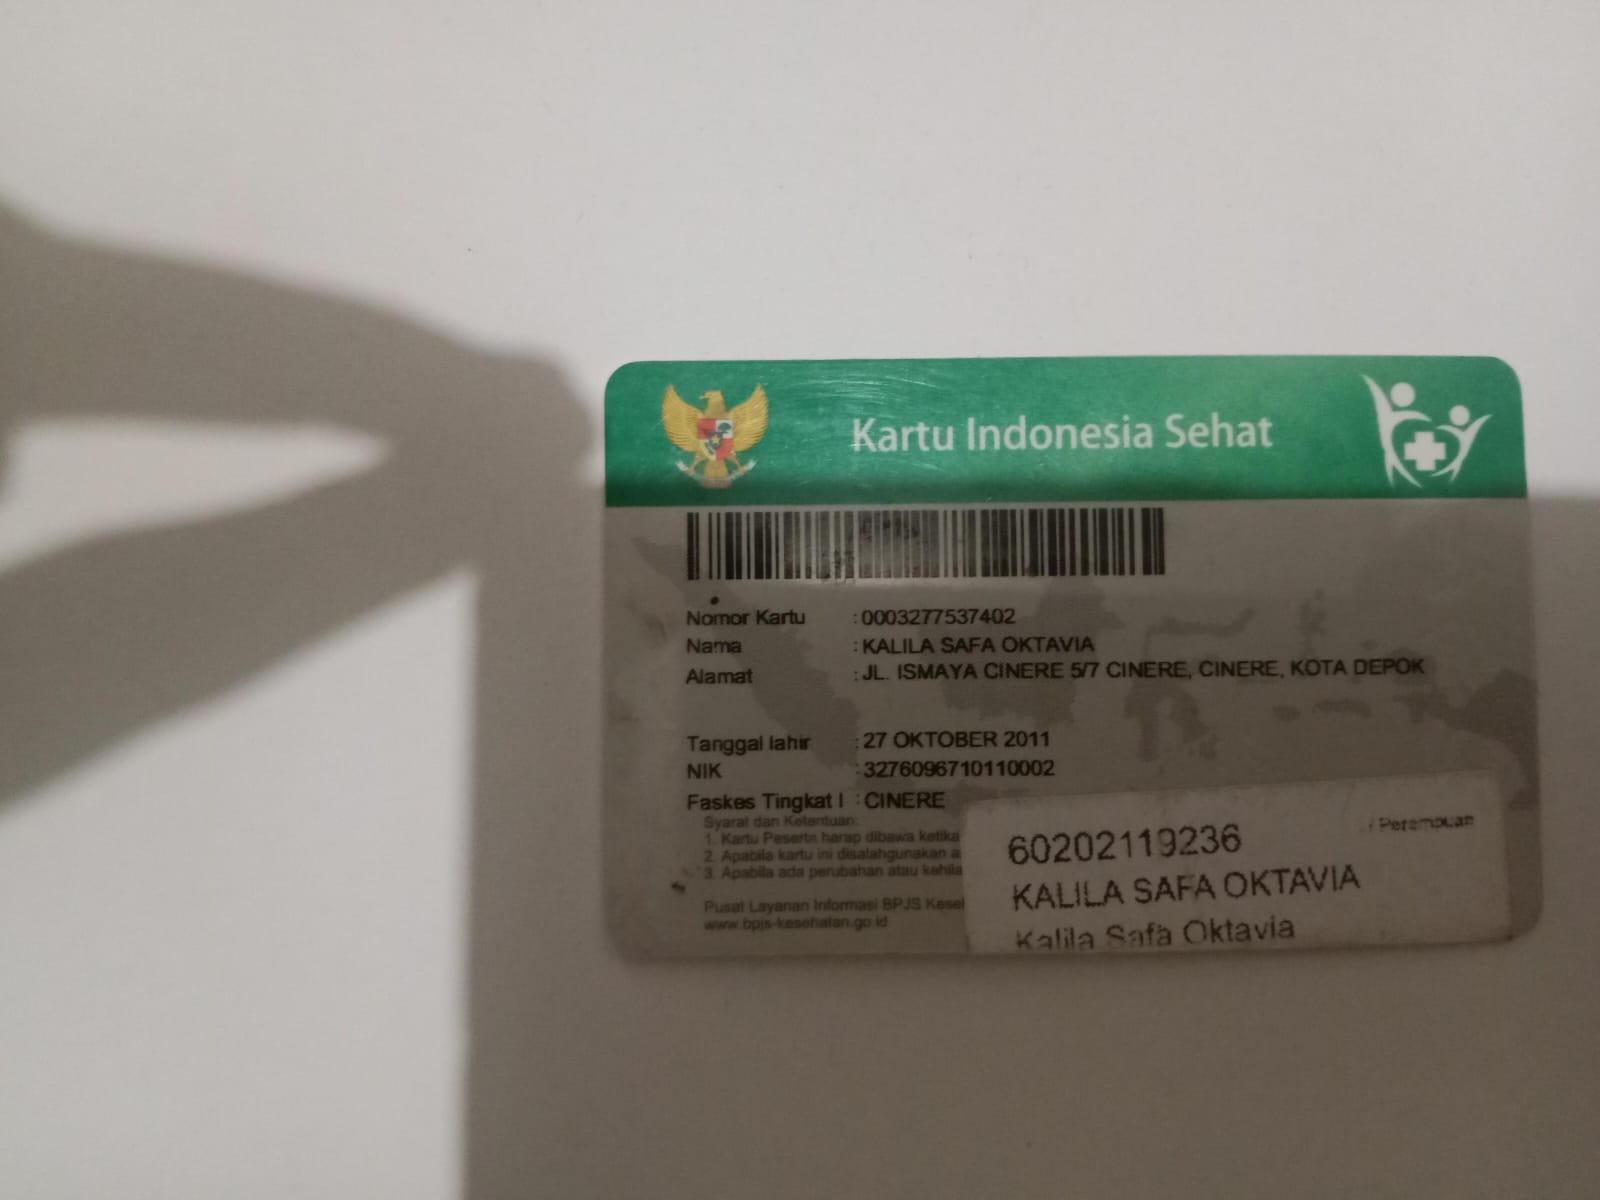 Kartu Indonesia Sehat
Nomor Kartu : 0003277537402
Nama : KALILA SAFA OKTAVIA
Alamat : JL. ISMAYA CINERE 5/7 CINERE, CINERE, KOTA DEPOK
Tanggal lahir : 27 OKTOBER 2011
NIK : 3276096710110002
Faskes Tingkat I : CINERE
Syarat dan Ketentuan:
1. Kartu Peserta harap dibawa ketika
2. Apabila kartu ini disalahgunakan
3. Apabila ada perubahan atau
Pusat Layanan Informasi BPJS
www.bpjs-kesehatan.go.id
/ Perempuan
60202119236
KALILA SAFA OKTAVIA
Kalila Safa Oktavia